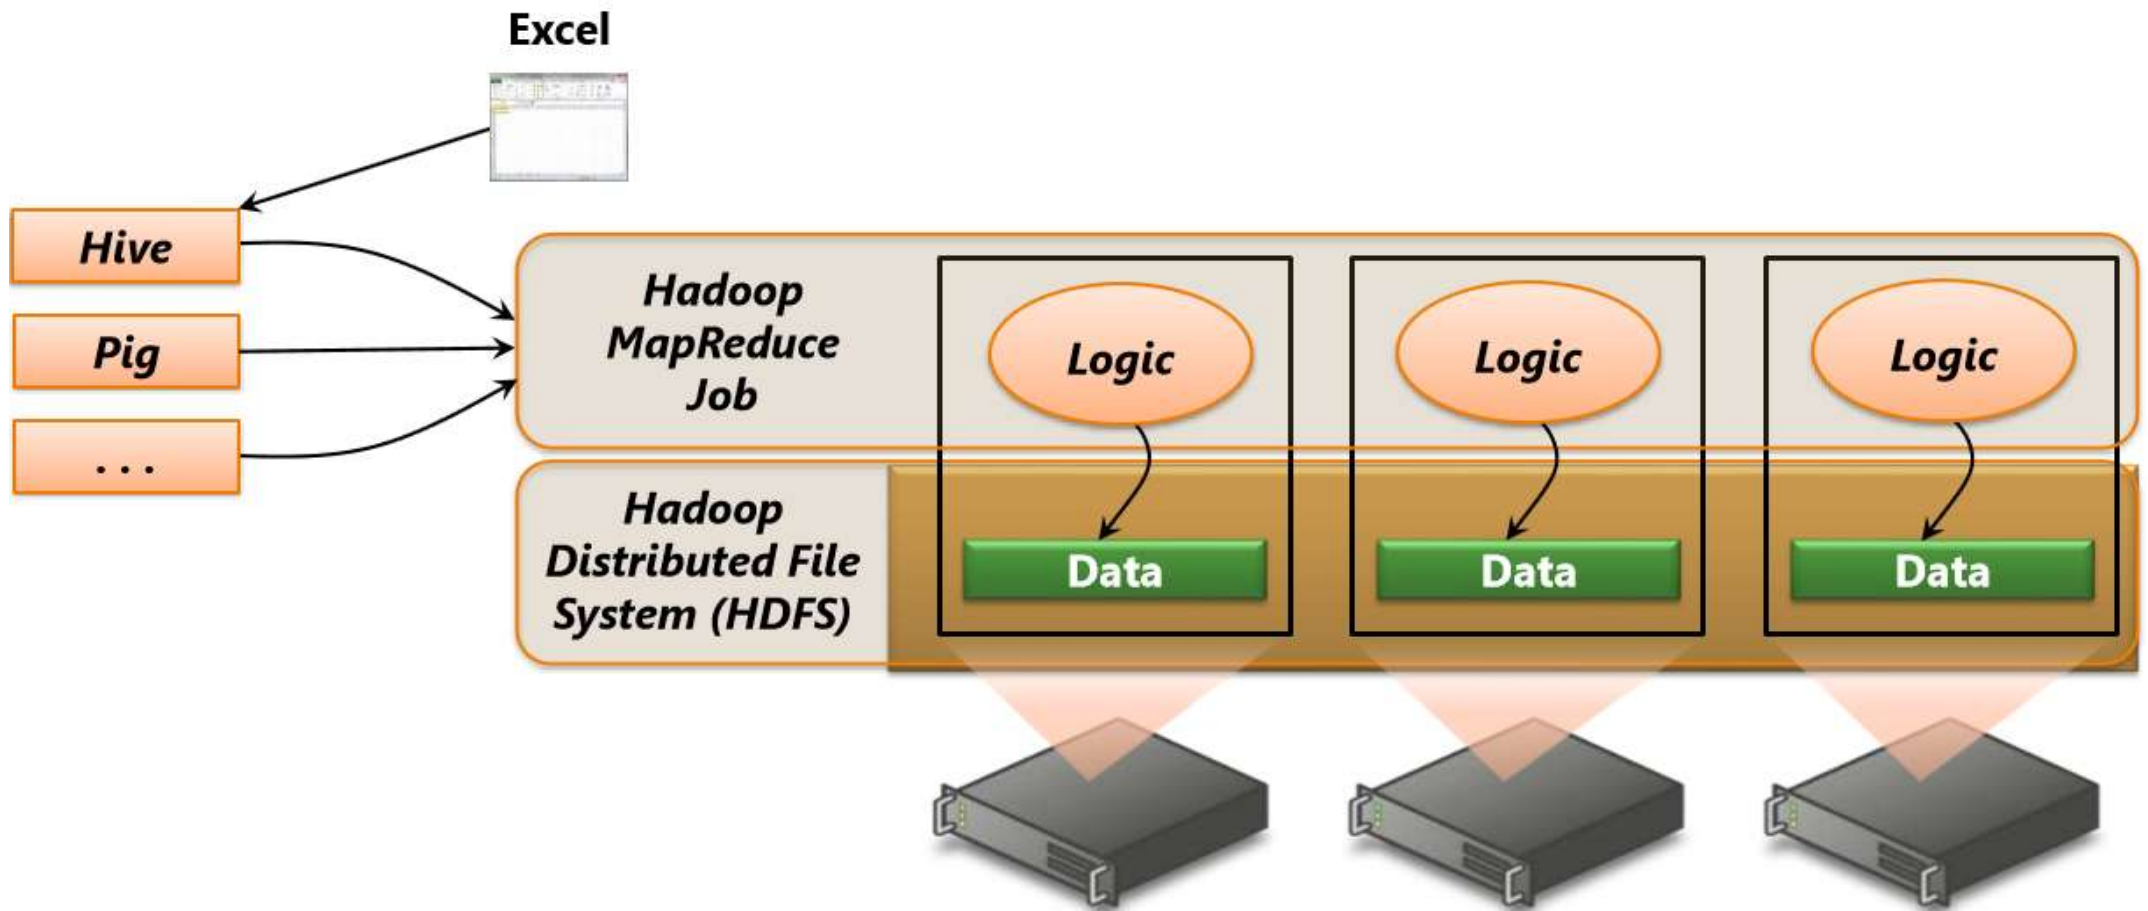 Excel
Hive
Pig
. . .
Hadoop
MapReduce
Job
Logic
Logic
Logic
Hadoop
Distributed File
System (HDFS)
Data
Data
Data